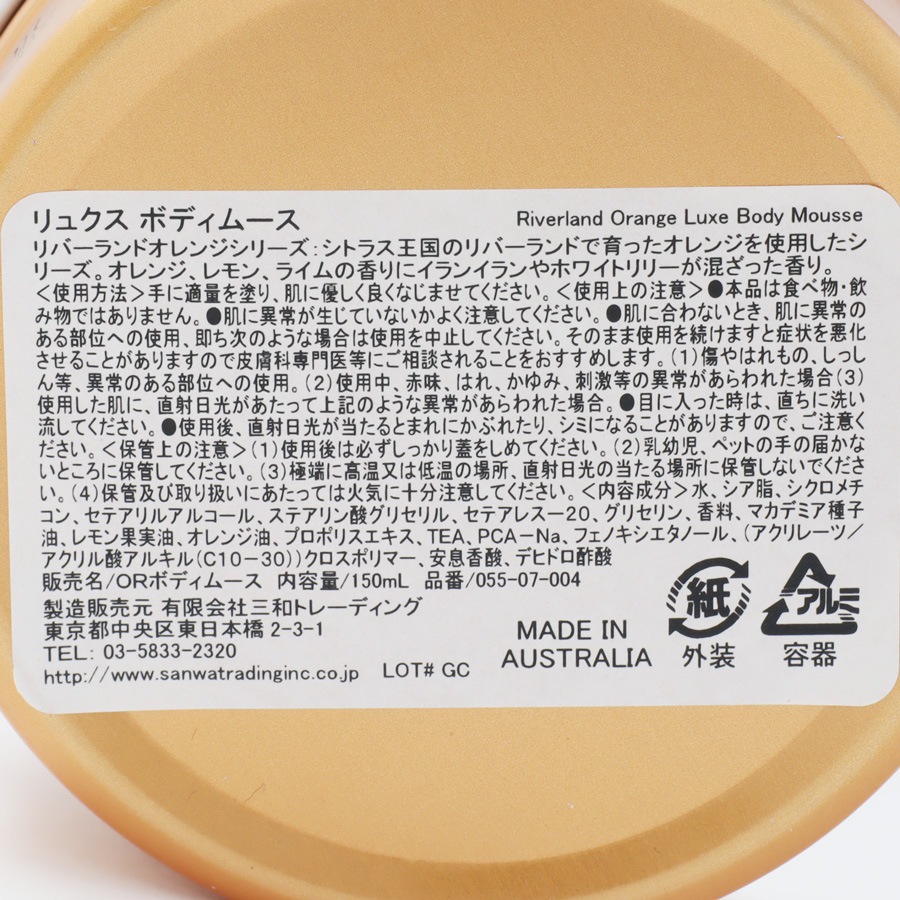 リュクス ボディムース
Riverland Orange Luxe Body Mousse
リバーランドオレンジシリーズ:シトラス王国のリバーランドで育ったオレンジを使用したシ
リーズ。オレンジ、レモン、ライムの香りにイランイランやホワイトリリーが混ざった香り。
<使用方法>手に適量を塗り、肌に優しく良くなじませてください。<使用上の注意>●本品は食べ物・飲
み物ではありません。●肌に異常が生じていないかよく注意してください。●肌に合わないとき、肌に異常の
ある部位への使用、即ち次のような場合は使用を中止してください。そのまま使用を続けますと症状を悪化
させることがありますので皮膚科専門医等にご相談されることをおすすめします。(1)傷やはれもの、しっし
ん等、異常のある部位への使用。(2)使用中、赤味、はれ、かゆみ、刺激等の異常があらわれた場合(3)
使用した肌に、直射日光があたって上記のような異常があらわれた場合。●目に入った時は、直ちに洗い
流してください。●使用後、直射日光が当たるとまれにかぶれたり、シミになることがありますので、ご注意く
ださい。<保管上の注意>(1)使用後は必ずしっかり蓋をしめてください。(2)乳幼児、ペットの手の届かな
いところに保管してください。(3)極端に高温又は低温の場所、直射日光の当たる場所に保管しないでくださ
い。(4)保管及び取り扱いにあたっては火気に十分注意してください。<内容成分>水、シア脂、シクロメチ
コン、セテアリルアルコール、ステアリン酸グリセリル、セテアレス-20、グリセリン、香料、マカデミア種子
油、レモン果実油、オレンジ油、プロポリスエキス、TEA、PCA-Na、フェノキシエタノール、(アクリレーツ/
アクリル酸アルキル(C10-30))クロスポリマー、安息香酸、デヒドロ酢酸
販売名/ORボディムース 内容量/150mL 品番/055-07-004
製造販売元 有限会社三和トレーディング
東京都中央区東日本橋 2-3-1
TEL: 03-5833-2320
http://www.sanwatradinginc.co.jp LOT# GC
MADE IN
AUSTRALIA
紙
外装
アルミ
容器